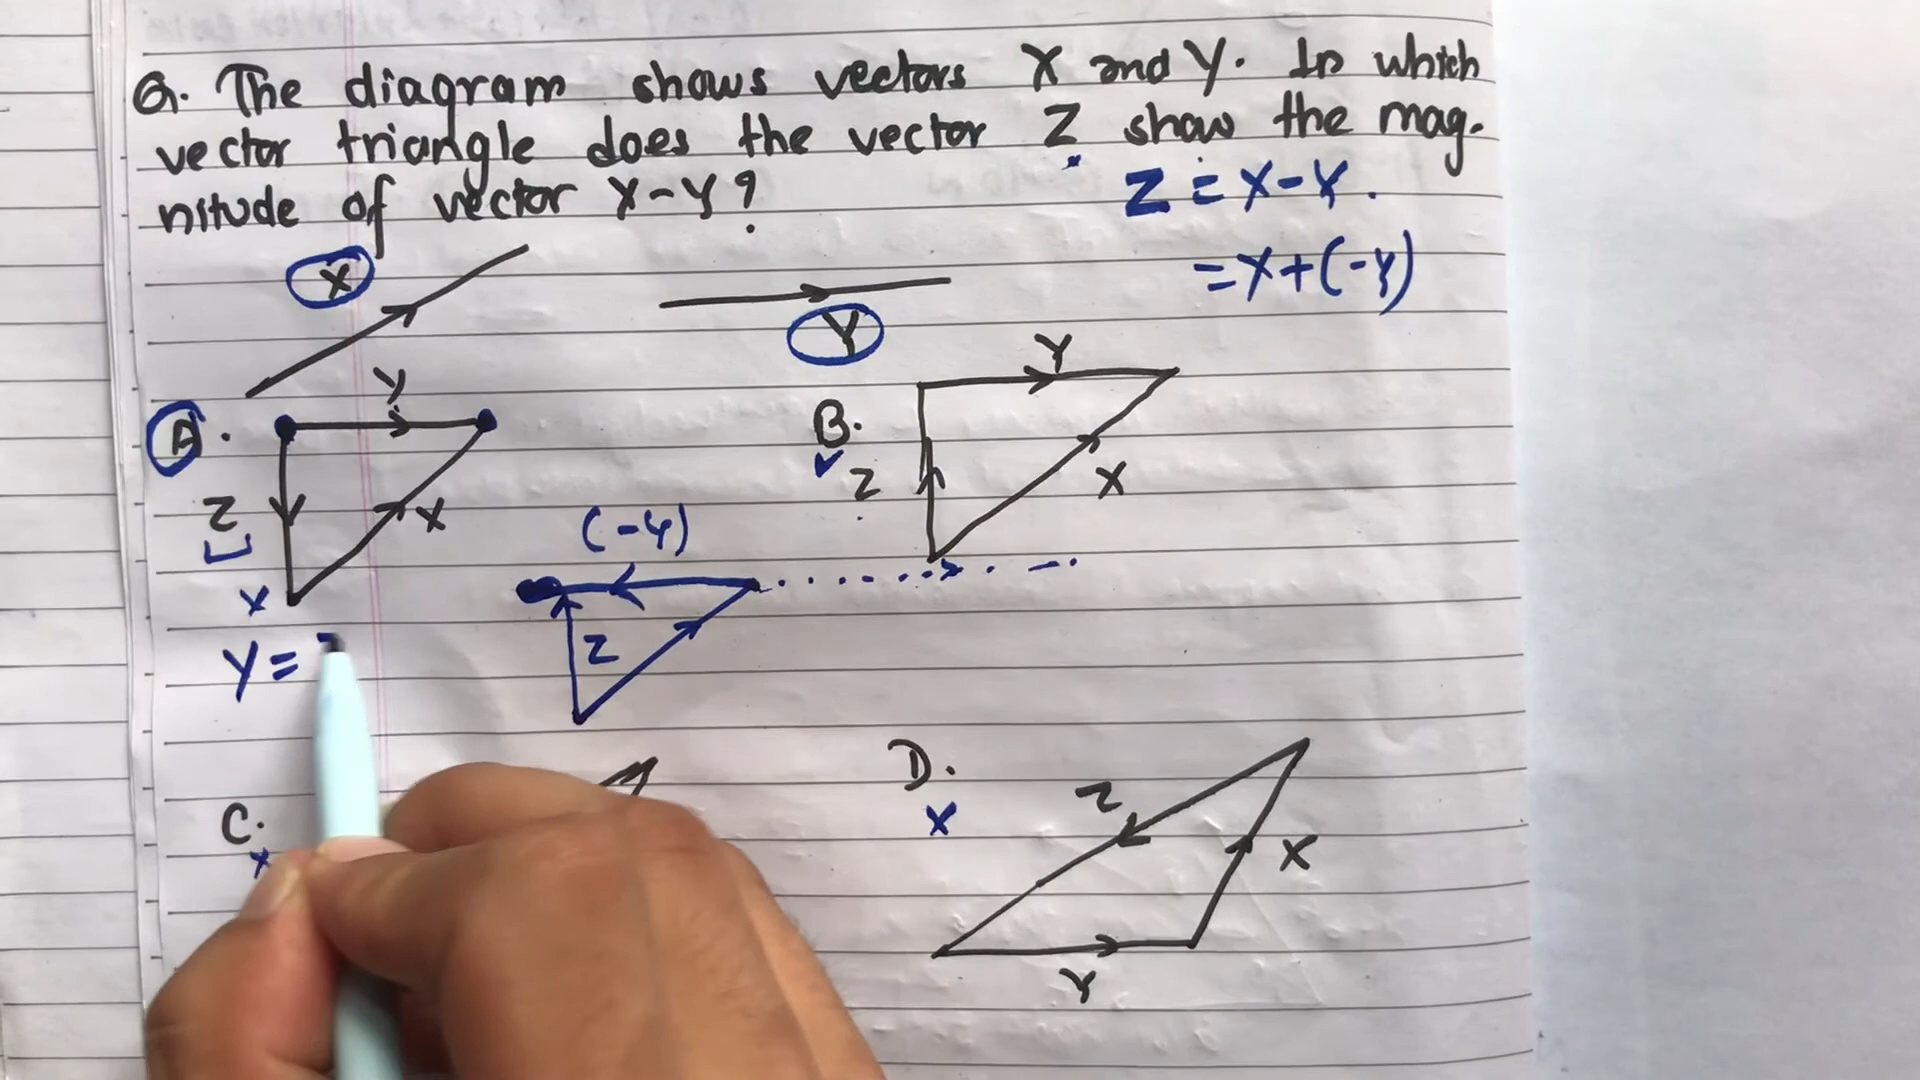 Q. The diagram shows vectors X and Y. In which
vector triangle does the vector Z show the mag-
nitude of vector X-Y?
Z = X-Y.
= X+(-Y)
X
Y
A.
Y
Z
X
x
Y =
(-Y)
Z
B.
Y
Z
X
C.
x
D.
x
Z
X
Y